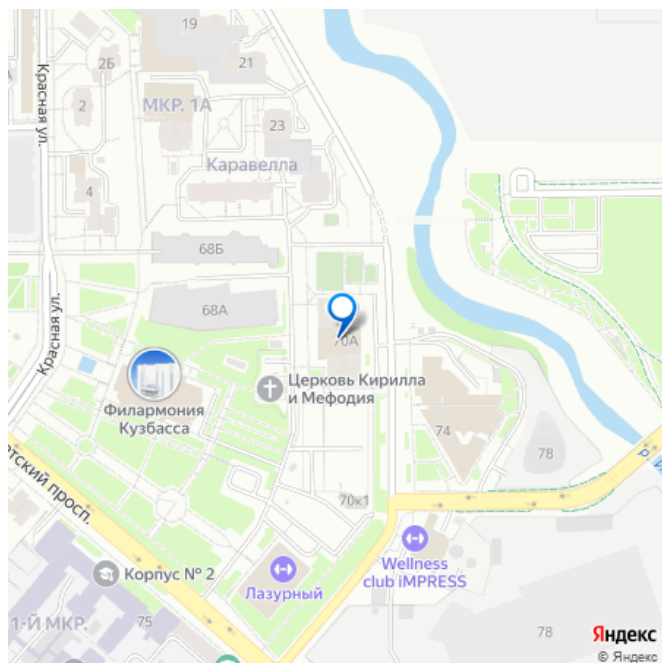 19
21
2Б
Красная ул.
2
МКР. 1А
23
Каравелла
4
68Б
68А
70А
Красная ул.
Филармония
Кузбасса
Церковь Кирилла
и Мефодия
74
78
тский просп.
70к1
Wellness
club iMPRESS
Корпус № 2
Лазурный
1-Й МКР.
75
78
Яндекс
© Яндекс